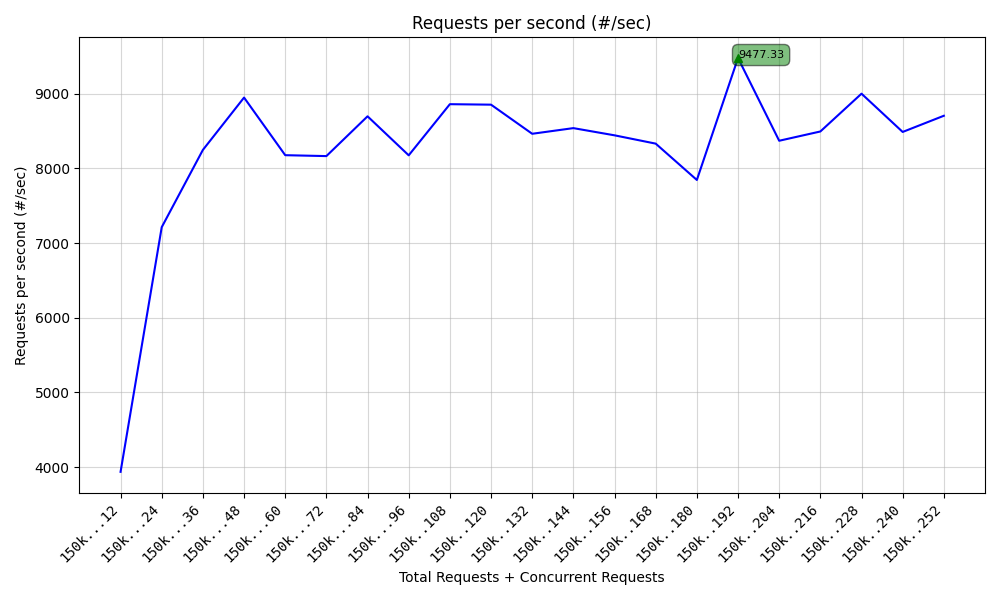 Requests per second (#/sec)
9477.33
9000
8000
7000
6000
5000
4000
Requests per second (#/sec)
150k..12
150k..24
150k..36
150k..48
150k..60
150k..72
150k..84
150k..96
150k..108
150k..120
150k..132
150k..144
150k..156
150k..168
150k..180
150k..192
150k..204
150k..216
150k..228
150k..240
150k..252
Total Requests + Concurrent Requests